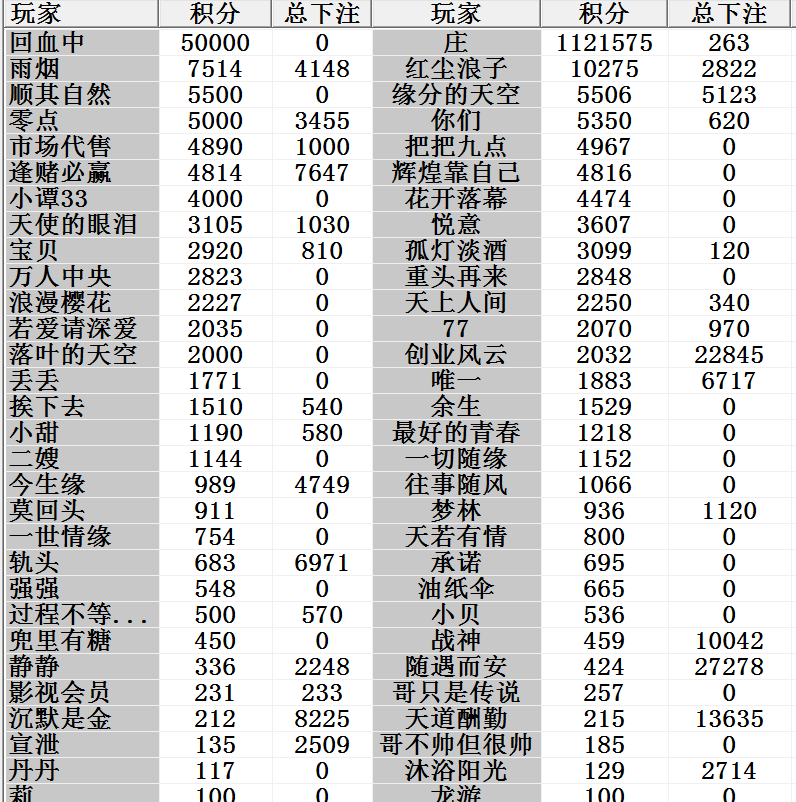 玩家 积分 总下注 玩家 积分 总下注
回血中 50000 0 庄 1121575 263
雨烟 7514 4148 红尘浪子 10275 2822
顺其自然 5500 0 缘分的天空 5506 5123
零点 5000 3455 你们 5350 620
市场代售 4890 1000 把把九点 4967 0
逢赌必赢 4814 7647 辉煌靠自己 4816 0
小谭33 4000 0 花开落幕 4474 0
天使的眼泪 3105 1030 悦意 3607 0
宝贝 2920 810 孤灯淡酒 3099 120
万人中央 2823 0 重头再来 2848 0
浪漫樱花 2227 0 天上人间 2250 340
若爱请深爱 2035 0 77 2070 970
落叶的天空 2000 0 创业风云 2032 22845
丢丢 1771 0 唯一 1883 6717
挨下去 1510 540 余生 1529 0
小甜 1190 580 最好的青春 1218 0
二嫂 1144 0 一切随缘 1152 0
今生缘 989 4749 往事随风 1066 0
莫回头 911 0 梦林 936 1120
一世情缘 754 0 天若有情 800 0
轨头 683 6971 承诺 695 0
强强 548 0 油纸伞 665 0
过程不等... 500 570 小贝 536 0
兜里有糖 450 0 战神 459 10042
静静 336 2248 随遇而安 424 27278
影视会员 231 233 哥只是传说 257 0
沉默是金 212 8225 天道酬勤 215 13635
宣泄 135 2509 哥不帅但很帅 185 0
丹丹 117 0 沐浴阳光 129 2714
莉 100 0 龙游 100 0